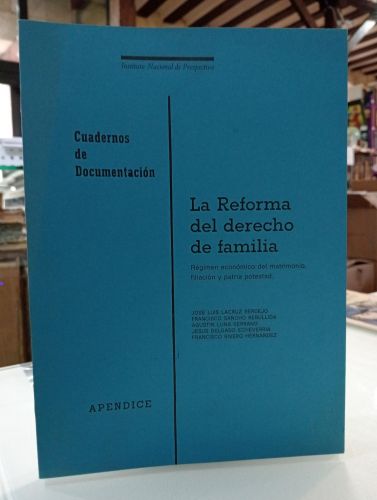 Instituto Nacional de Prospectiva
Cuadernos
de
Documentación
La Reforma
del derecho
de familia
Régimen económico del matrimonio,
filiación y patria potestad.
JOSE LUIS LACRUZ BERDEJO
FRANCISCO SANCHO REBULLIDA
AGUSTIN LUNA SERRANO
JESUS DELGADO ECHEVERRIA
FRANCISCO RIVERO HERNANDEZ
APENDICE